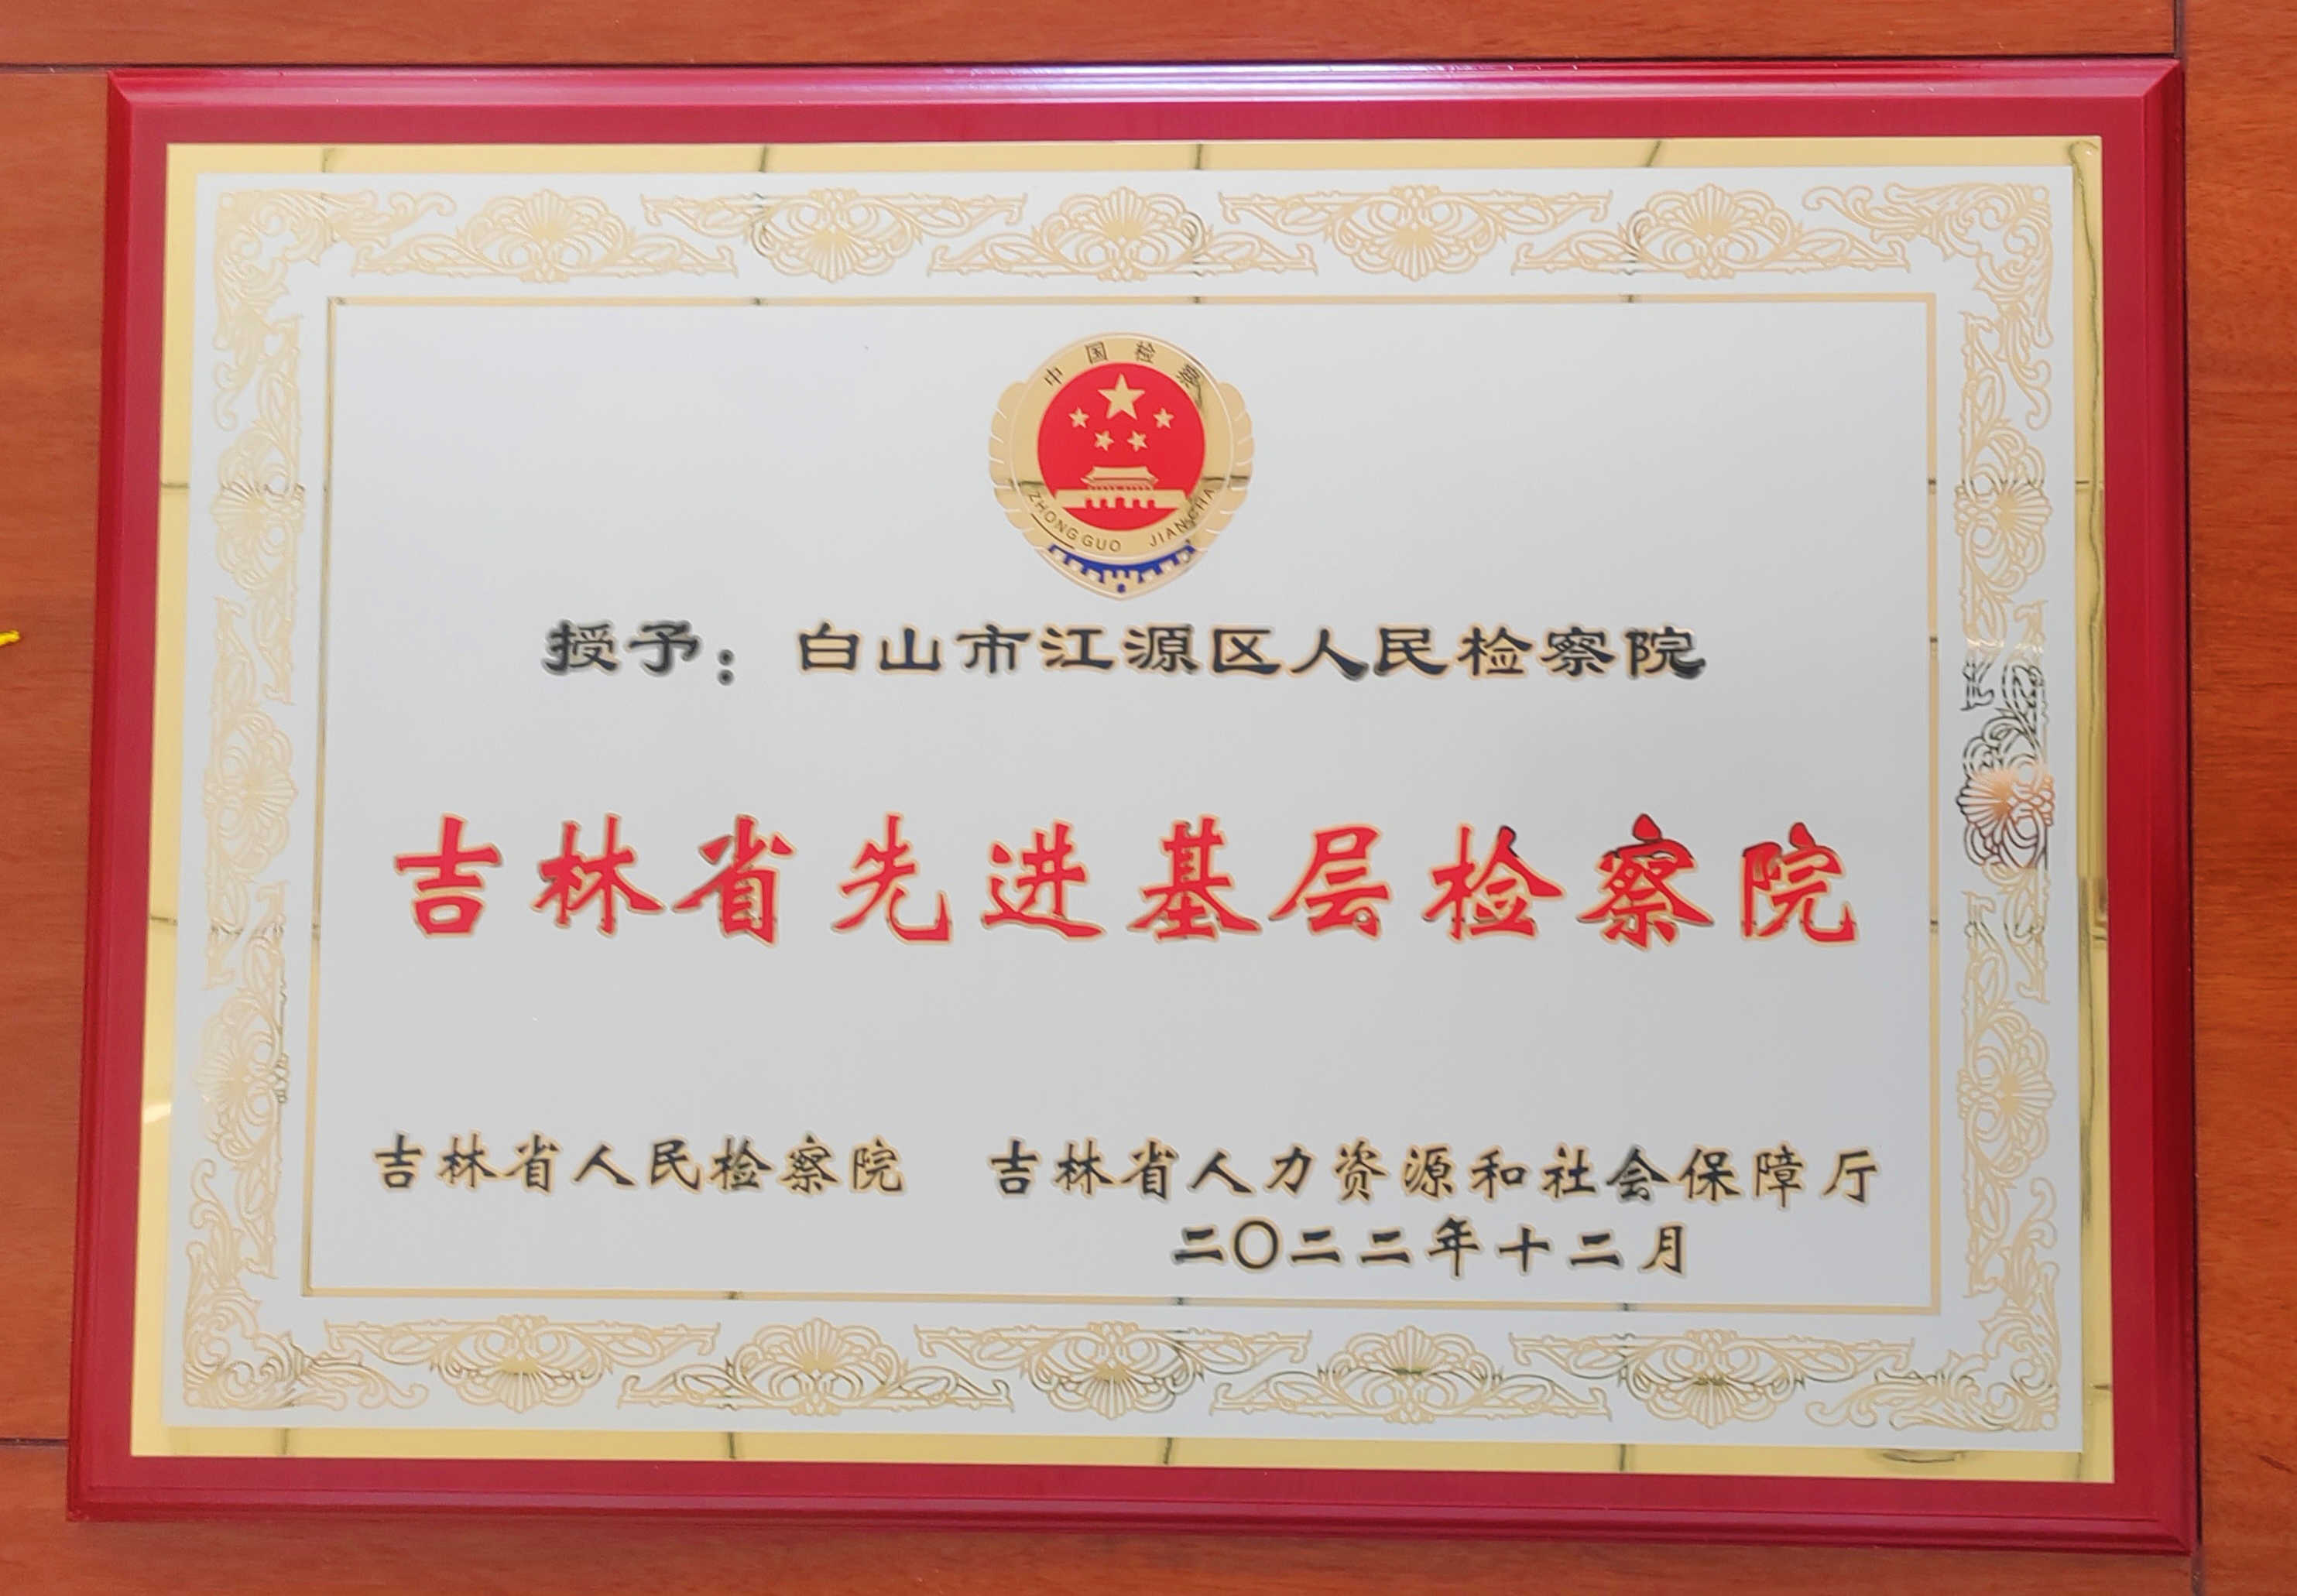 中国检察
ZHONGGUO JIANCHA
授予：白山市江源区人民检察院
吉林省先进基层检察院
吉林省人民检察院 吉林省人力资源和社会保障厅
二〇二二年十二月